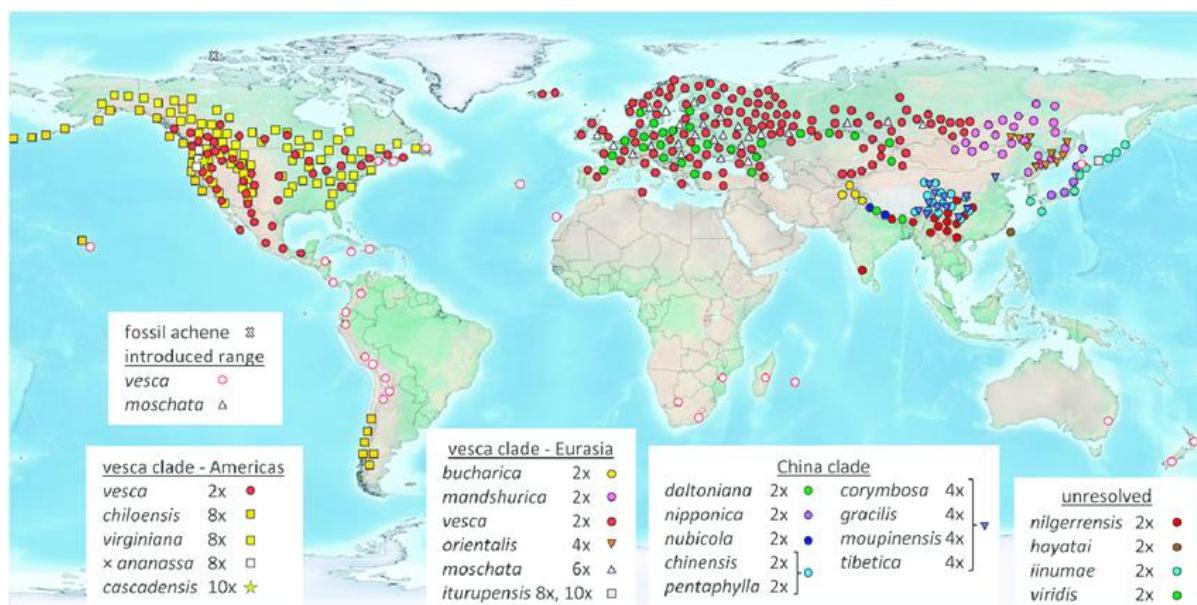 fossil achene
introduced range
vesca
moschata
vesca clade - Americas
vesca 2x
chiloensis 8x
virginiana 8x
× ananassa 8x
cascadensis 10x
vesca clade - Eurasia
bucharica 2x
mandshurica 2x
vesca 2x
orientalis 4x
moschata 6x
iturupensis 8x, 10x
China clade
daltoniana 2x corymbosa 4x
nipponica 2x gracilis 4x
nubicola 2x moupinensis 4x
chinensis 2x tibetica 4x
pentaphylla 2x
unresolved
nilgerrensis 2x
hayatai 2x
iinumae 2x
viridis 2x